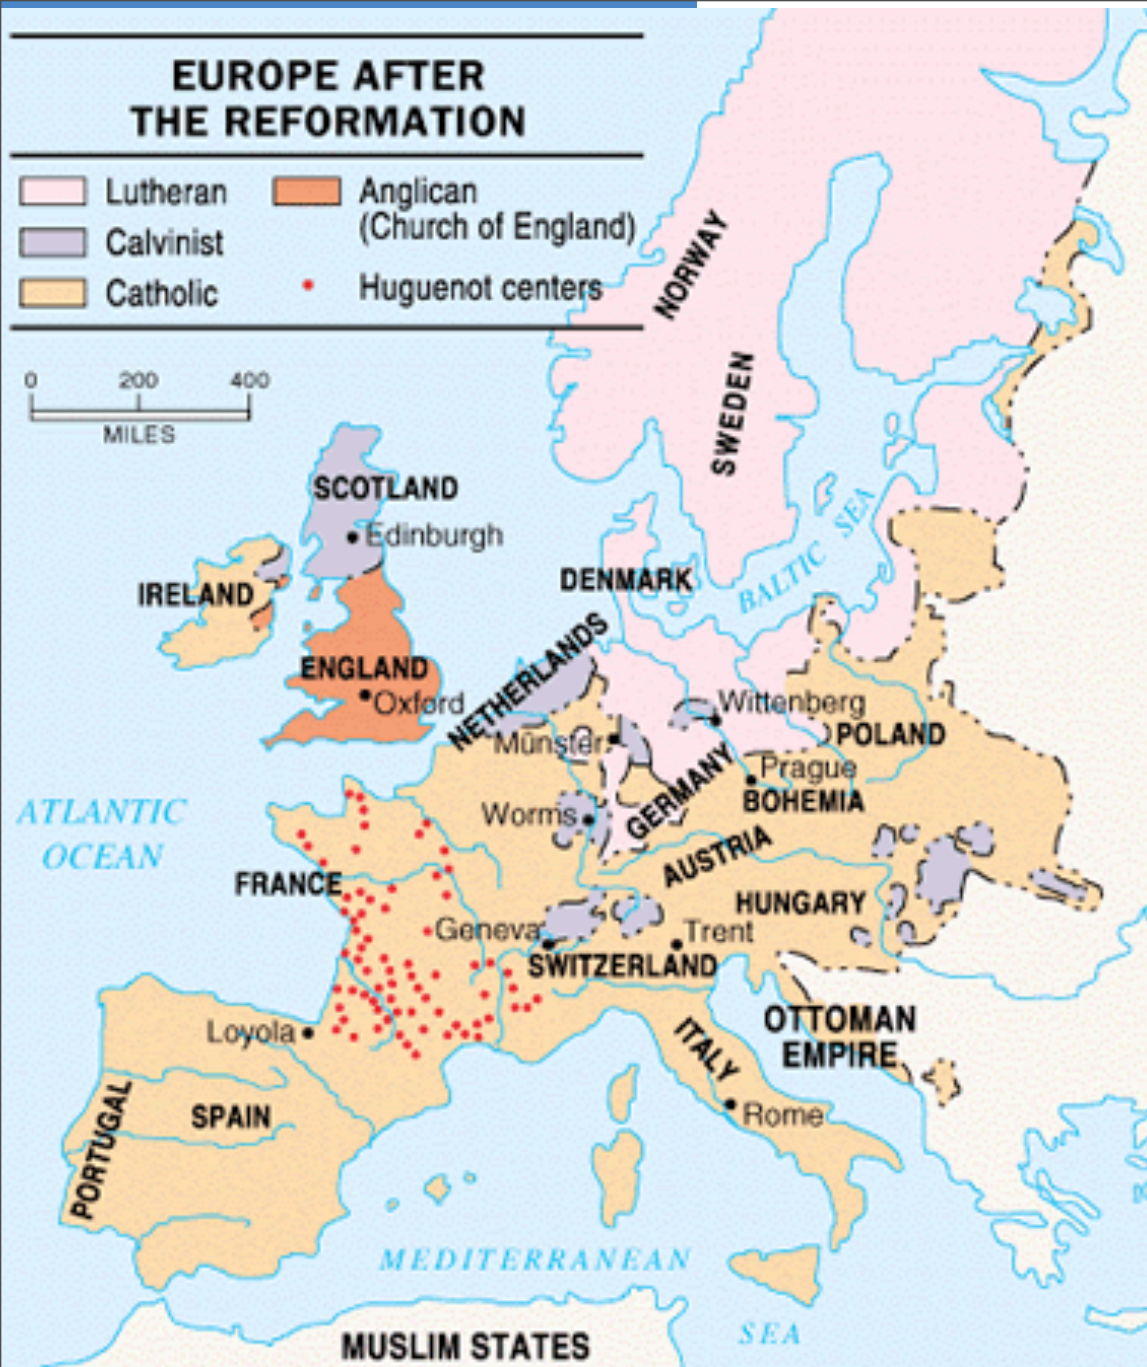 EUROPE AFTER
THE REFORMATION
Lutheran
Anglican
(Church of England)
Calvinist
Catholic
Huguenot centers
0 200 400
MILES
NORWAY
SWEDEN
SCOTLAND
Edinburgh
IRELAND
DENMARK
BALTIC SEA
ENGLAND
Oxford
NETHERLANDS
Münster
Wittenberg
POLAND
Prague
BOHEMIA
GERMANY
Worms
ATLANTIC
OCEAN
AUSTRIA
FRANCE
HUNGARY
Geneva
Trent
SWITZERLAND
OTTOMAN
EMPIRE
Loyola
ITALY
Rome
PORTUGAL
SPAIN
MEDITERRANEAN
SEA
MUSLIM STATES